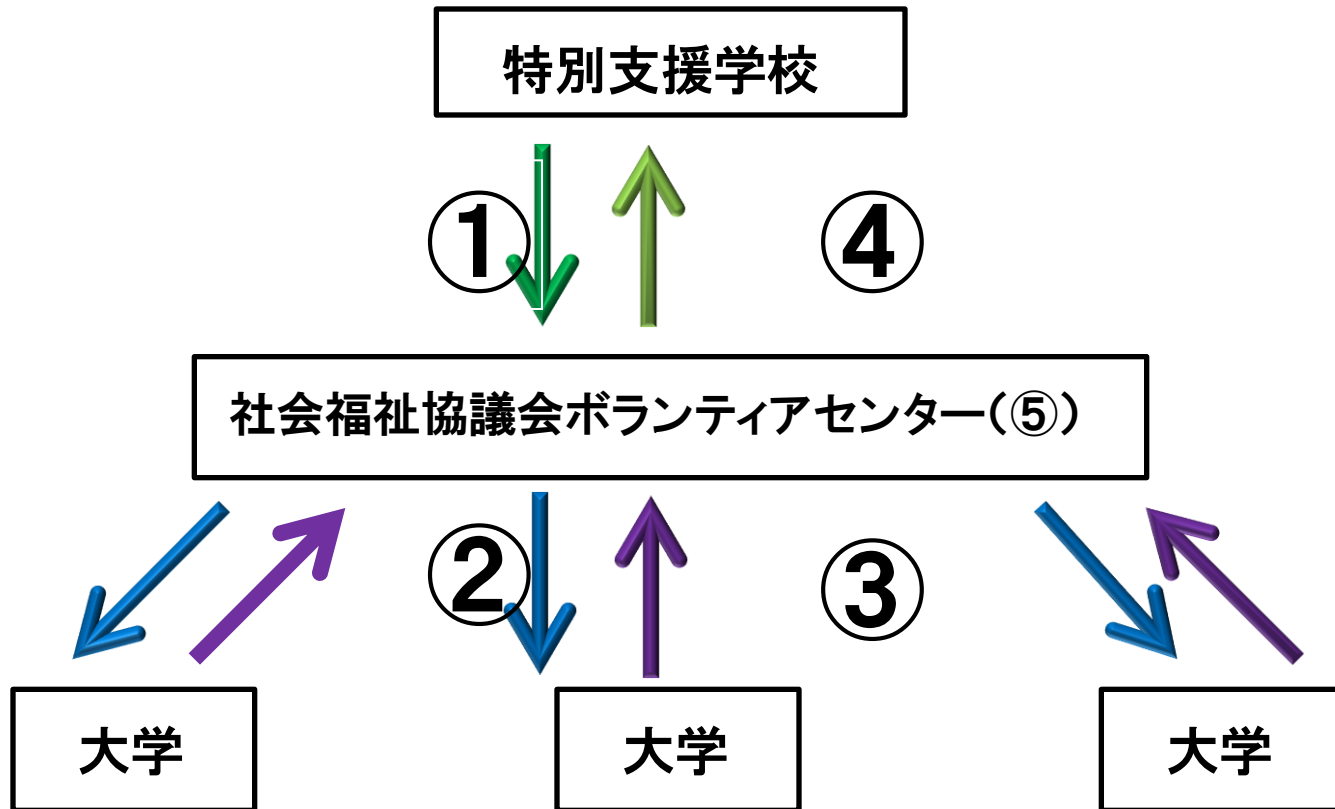 特別支援学校
①
④
社会福祉協議会ボランティアセンター(⑤)
②
③
大学
大学
大学